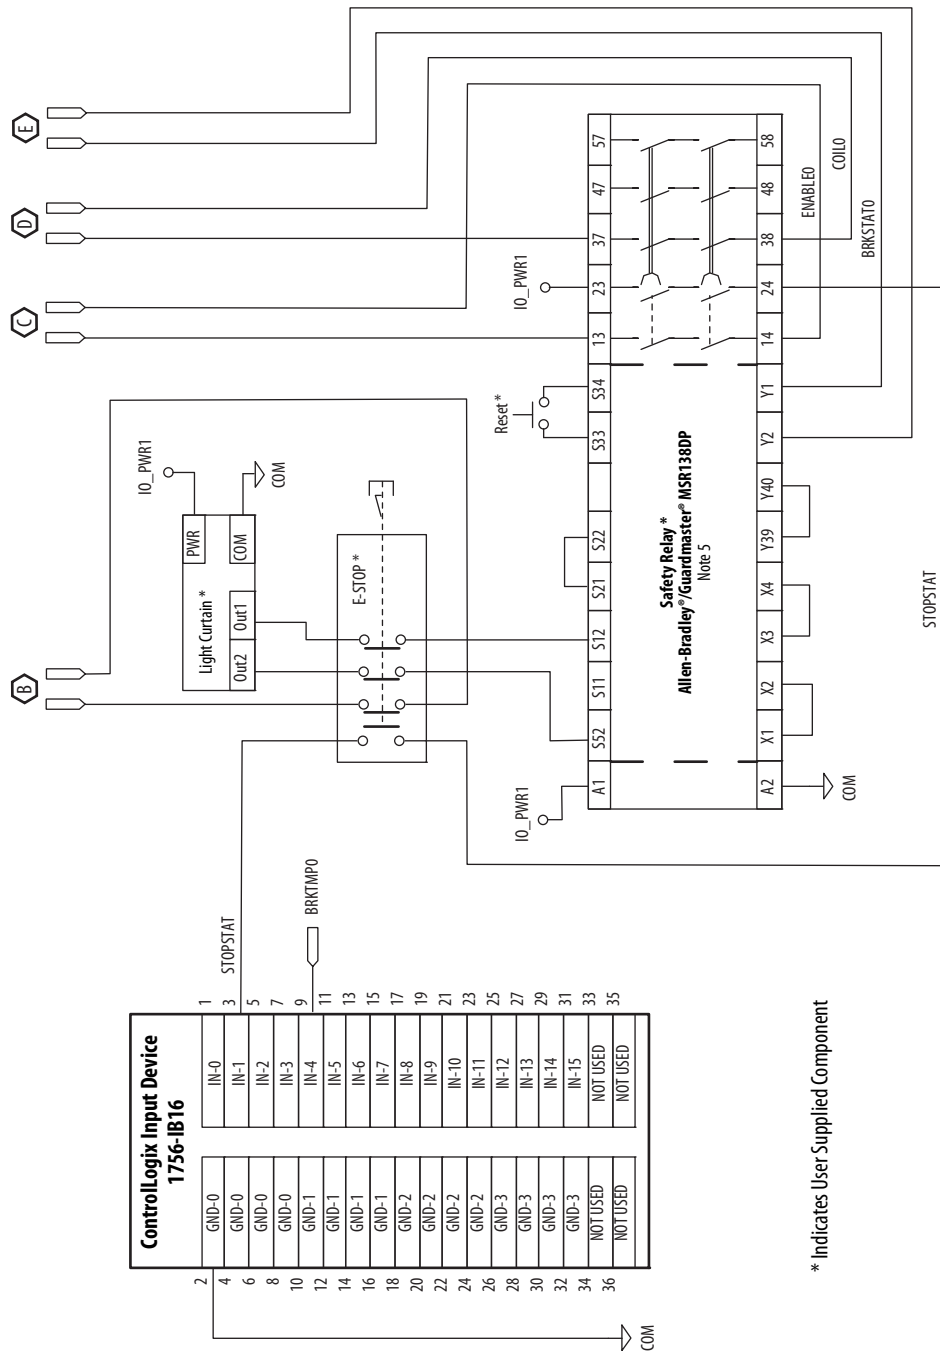 ControlLogix Input Device
1756-IB16
2 GND-0 IN-0 1
4 GND-0 IN-1 3
6 GND-0 IN-2 5
8 GND-0 IN-3 7
10 GND-1 IN-4 9
12 GND-1 IN-5 11
14 GND-1 IN-6 13
16 GND-1 IN-7 15
18 GND-2 IN-8 17
20 GND-2 IN-9 19
22 GND-2 IN-10 21
24 GND-2 IN-11 23
26 GND-3 IN-12 25
28 GND-3 IN-13 27
30 GND-3 IN-14 29
32 GND-3 IN-15 31
34 NOT USED NOT USED 33
36 NOT USED NOT USED 35
COM
STOPSTAT
BRKTMP0
B
C
D
E
Light Curtain *
PWR
COM
Out2
Out1
IO_PWR1
COM
E-STOP *
Reset *
IO_PWR1
IO_PWR1
A1
S52
S11
S12
S21
S22
S33
S34
13
23
37
47
57
Safety Relay *
Allen-Bradley®/Guardmaster® MSR138DP
Note 5
A2
X1
X2
X3
X4
Y39
Y40
Y2
Y1
14
24
38
48
58
COM
ENABLE0
COIL0
BRKSTAT0
STOPSTAT
* Indicates User Supplied Component